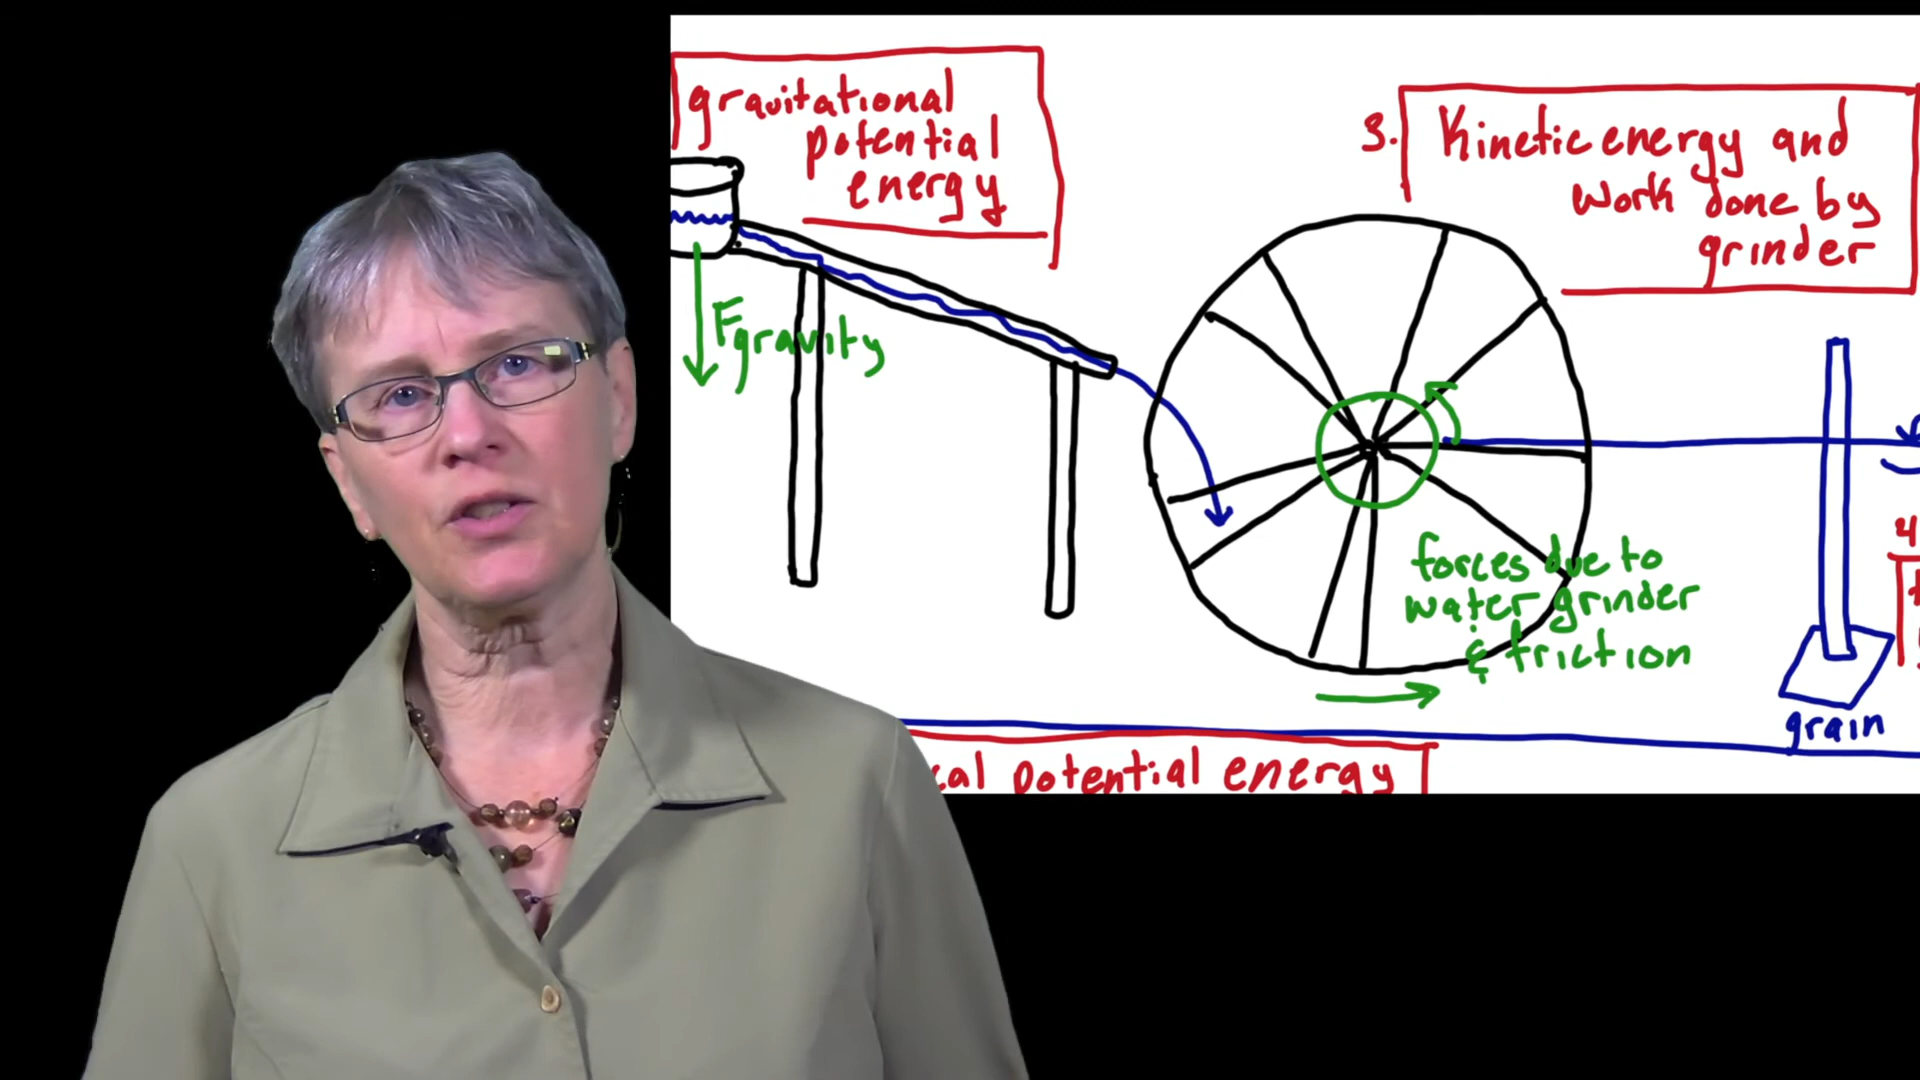 gravitational
potential
energy
Fgravity
3.
Kinetic energy and
work done by
grinder
forces due to
water grinder
& friction
grain
4
cal potential energy